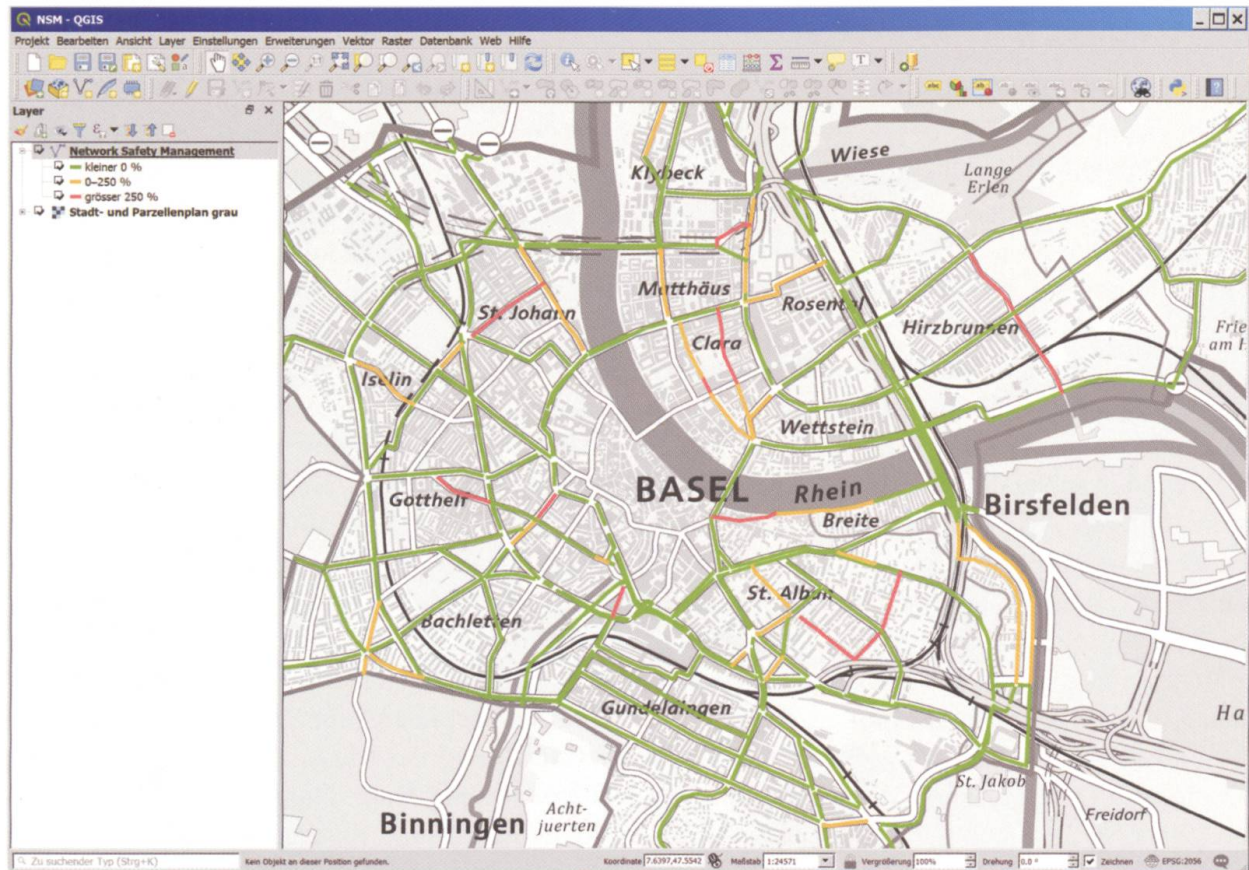 NSM - QGIS
Projekt Bearbeiten Ansicht Layer Einstellungen Erweiterungen Vektor Raster Datenbank Web Hilfe
Layer
Network Safety Management
kleiner 0 %
0–250 %
grösser 250 %
Stadt- und Parzellenplan grau
Wiese
Klybeck
Lange
Erlen
Matthäus
Rosental
St. Johann
Hirzbrunnen
Clara
Frie
am H
Iselin
Wettstein
BASEL
Rhein
Gotthelf
Birsfelden
Breite
St. Alban
Bachletten
Gundeldingen
Ha
St. Jakob
Acht-
juerten
Freidorf
Binningen
Zu suchender Typ (Strg+K) Kein Objekt an dieser Position gefunden. Koordinate 7.6397,47.5542 Maßstab 1:24571 Vergrößerung 100% Drehung 0.0 ° Zeichnen EPSG:2056